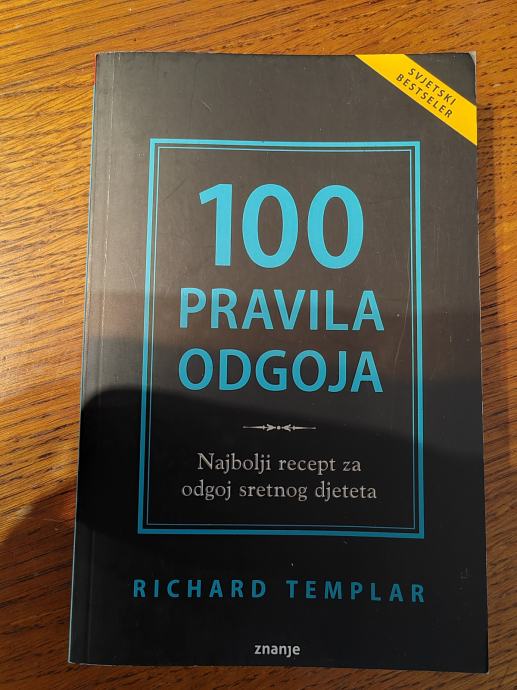 SVJETSKI
BESTSELER
100
PRAVILA
ODGOJA
Najbolji recept za
odgoj sretnog djeteta
RICHARD TEMPLAR
znanje